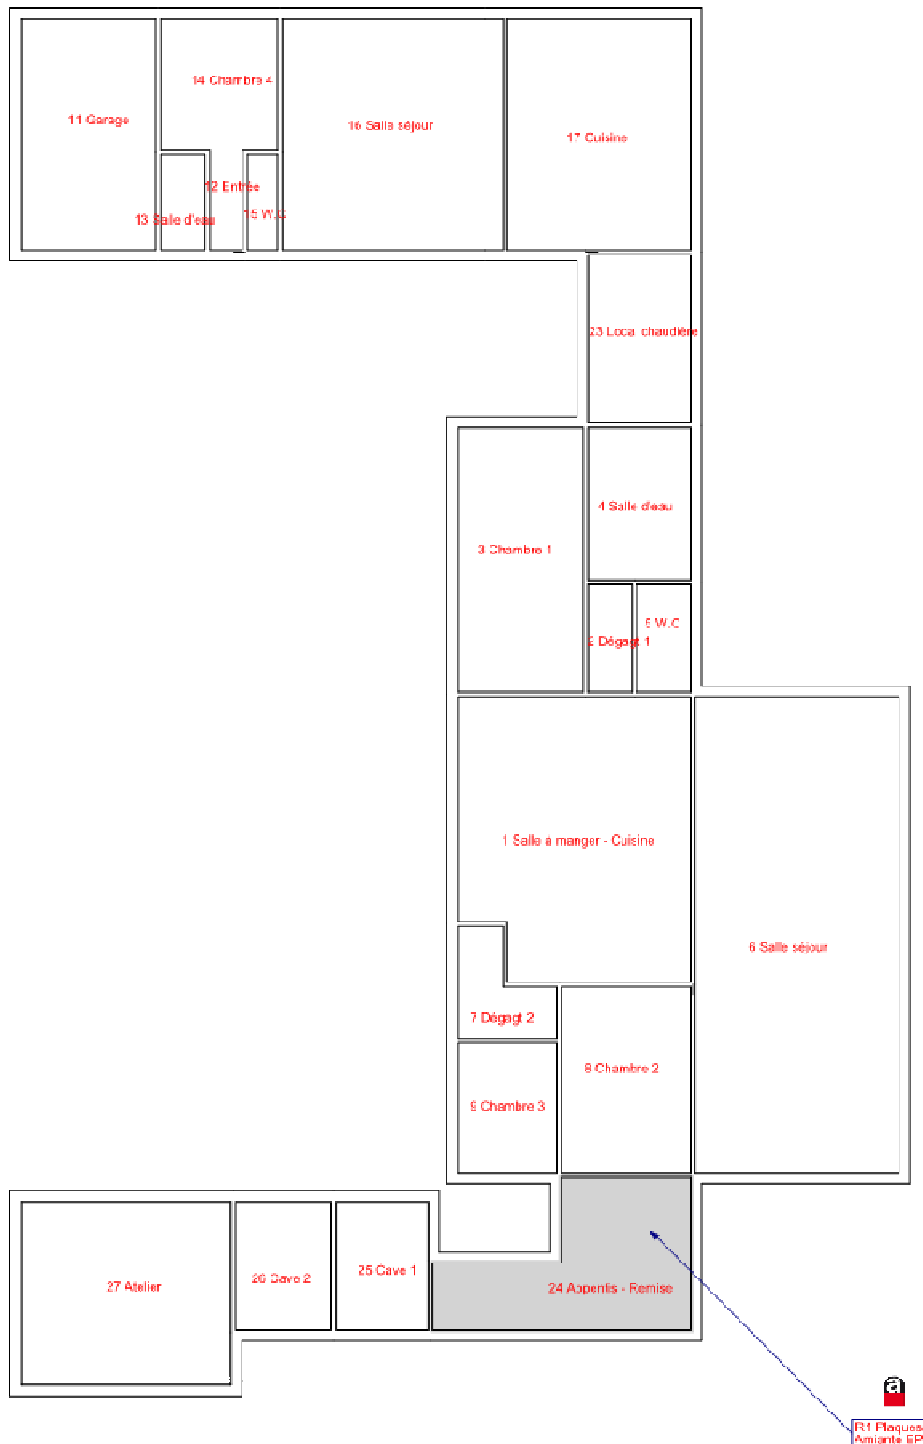 14 Chambre 4
11 Garage
16 Salle séjour
17 Cuisine
12 Entrée
13 Salle d'eau
15 W.C
23 Local chaudière
4 Salle d'eau
3 Chambre 1
5 W.C
2 Dégagt 1
1 Salle à manger - Cuisine
6 Salle séjour
7 Dégagt 2
8 Chambre 2
9 Chambre 3
25 Cave 1
26 Cave 2
27 Atelier
24 Appentis - Remise
a
R1 Plaques
Amiante EP